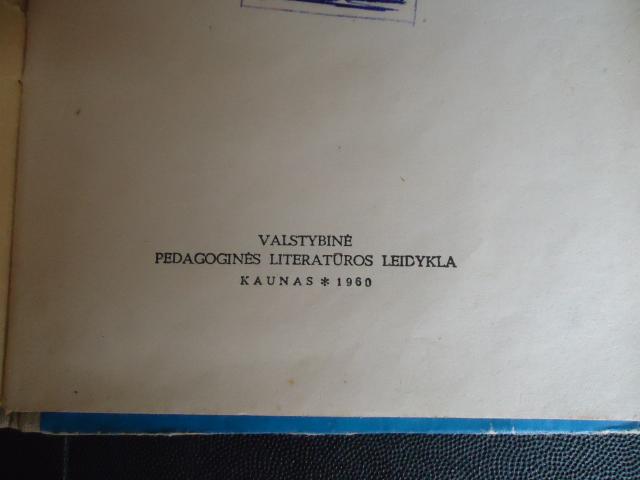 VALSTYBINĖ
PEDAGOGINĖS LITERATŪROS LEIDYKLA
KAUNAS * 1960